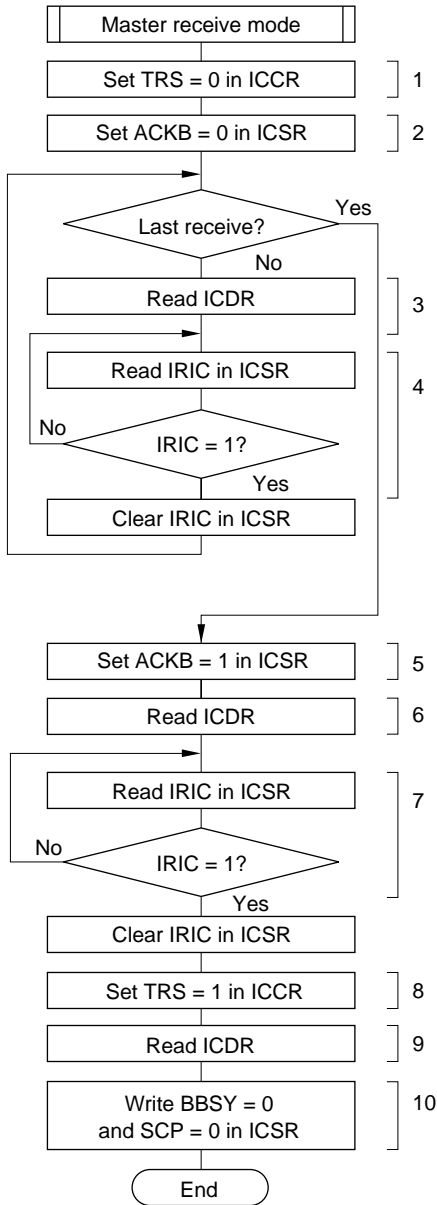 Master receive mode
Set TRS = 0 in ICCR
1
Set ACKB = 0 in ICSR
2
Last receive?
Yes
No
Read ICDR
3
Read IRIC in ICSR
4
No
IRIC = 1?
Yes
Clear IRIC in ICSR
Set ACKB = 1 in ICSR
5
Read ICDR
6
Read IRIC in ICSR
7
No
IRIC = 1?
Yes
Clear IRIC in ICSR
Set TRS = 1 in ICCR
8
Read ICDR
9
Write BBSY = 0
and SCP = 0 in ICSR
10
End